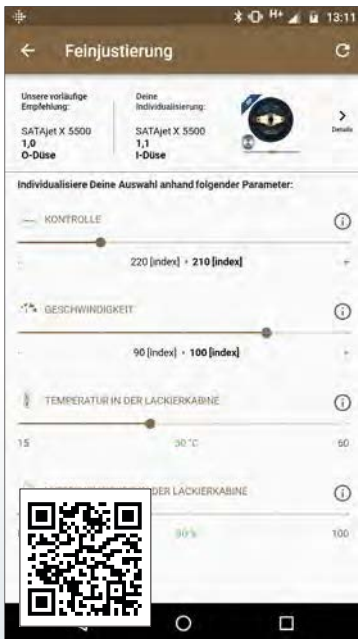 H+ 13:11
Feinjustierung
Unsere vorläufige Empfehlung:
SATAjet X 5500
1,0
O-Düse
Deine Individualisierung:
SATAjet X 5500
1,1
I-Düse
Details
Individualisiere Deine Auswahl anhand folgender Parameter:
KONTROLLE
- 220 [index] • 210 [index] +
GESCHWINDIGKEIT
- 90 [index] • 100 [index] +
TEMPERATUR IN DER LACKIERKABINE
15 30 °C 60
DER LACKIERKABINE
100